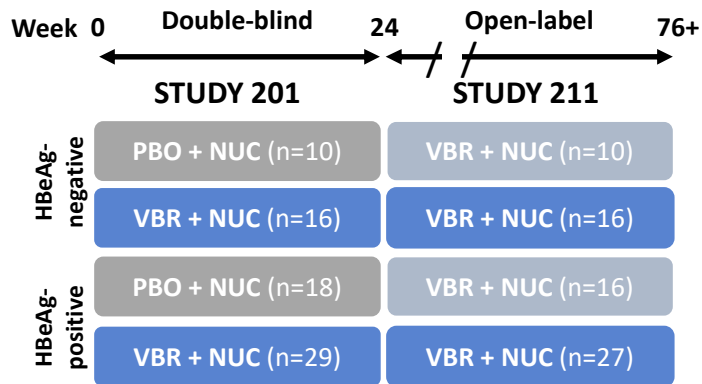 Week 0 Double-blind 24 Open-label 76+
STUDY 201 STUDY 211
HBeAg-
negative
PBO + NUC (n=10) VBR + NUC (n=10)
VBR + NUC (n=16) VBR + NUC (n=16)
HBeAg-
positive
PBO + NUC (n=18) VBR + NUC (n=16)
VBR + NUC (n=29) VBR + NUC (n=27)